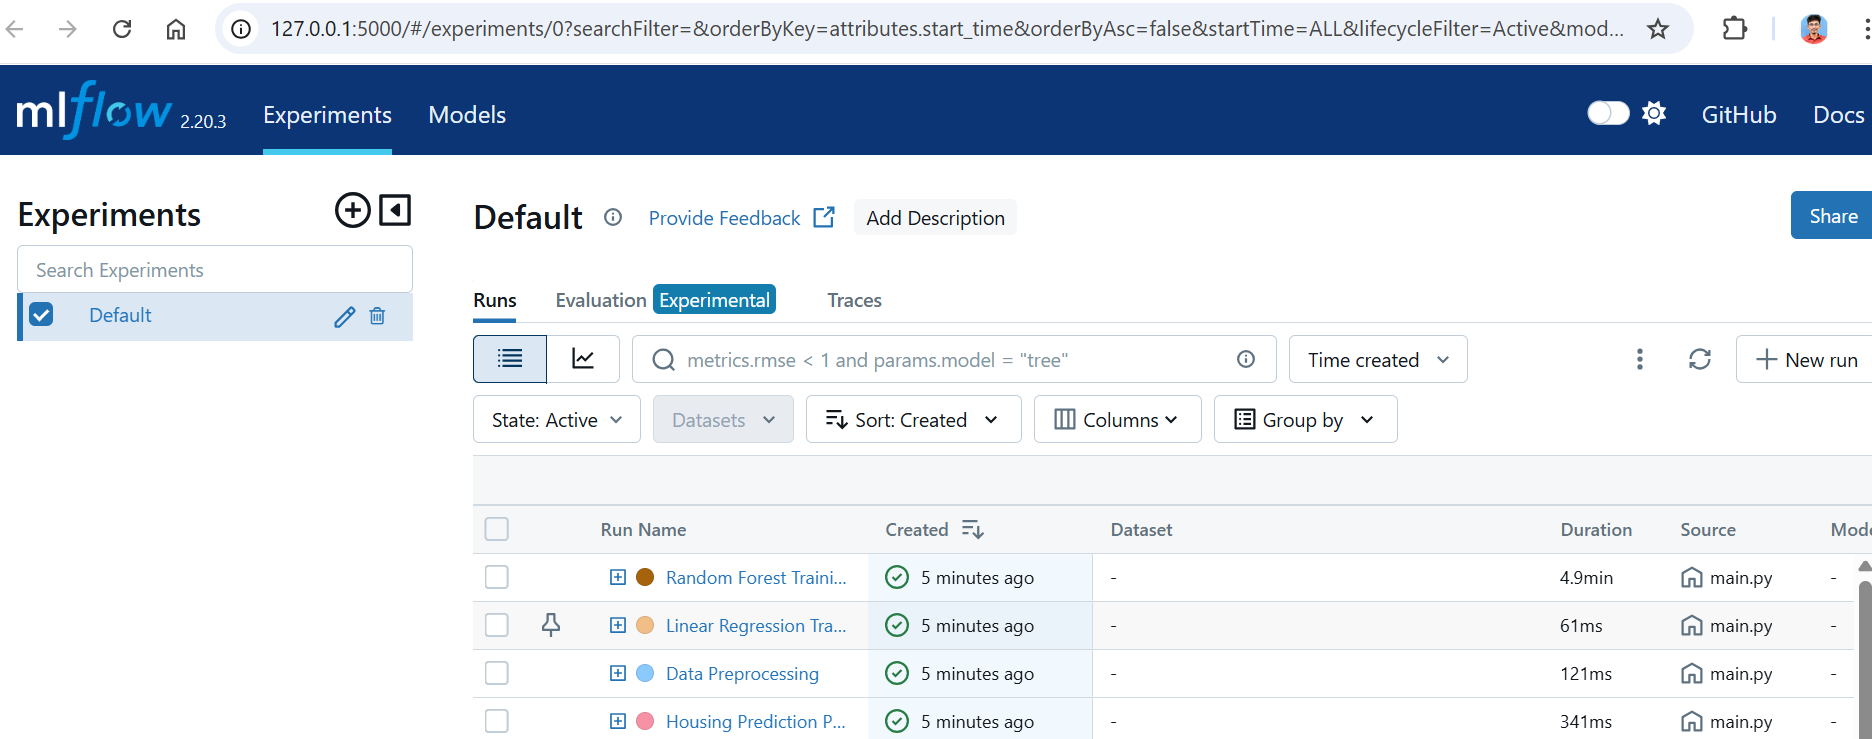 127.0.0.1:5000/#/experiments/0?searchFilter=&orderByKey=attributes.start_time&orderByAsc=false&startTime=ALL&lifecycleFilter=Active&mod...
mlflow 2.20.3 Experiments Models GitHub Docs
Experiments
Search Experiments
Default
Default Provide Feedback Add Description Share
Runs Evaluation Experimental Traces
metrics.rmse < 1 and params.model = "tree" Time created New run
State: Active Datasets Sort: Created Columns Group by
Run Name Created Dataset Duration Source Mode
Random Forest Traini... 5 minutes ago - 4.9min main.py -
Linear Regression Tra... 5 minutes ago - 61ms main.py -
Data Preprocessing 5 minutes ago - 121ms main.py -
Housing Prediction P... 5 minutes ago - 341ms main.py -